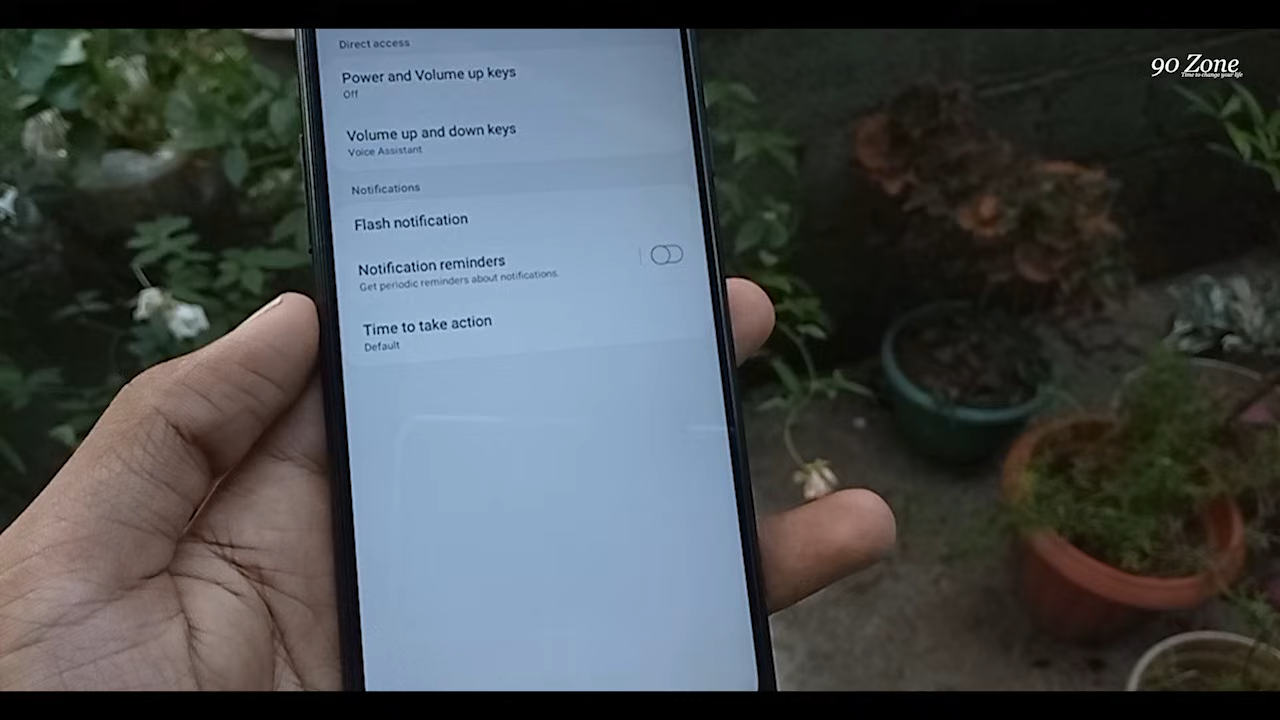 Direct access
Power and Volume up keys
Off
Volume up and down keys
Voice Assistant
Notifications
Flash notification
Notification reminders
Get periodic reminders about notifications.
Time to take action
Default
90 Zone
Time to change your life